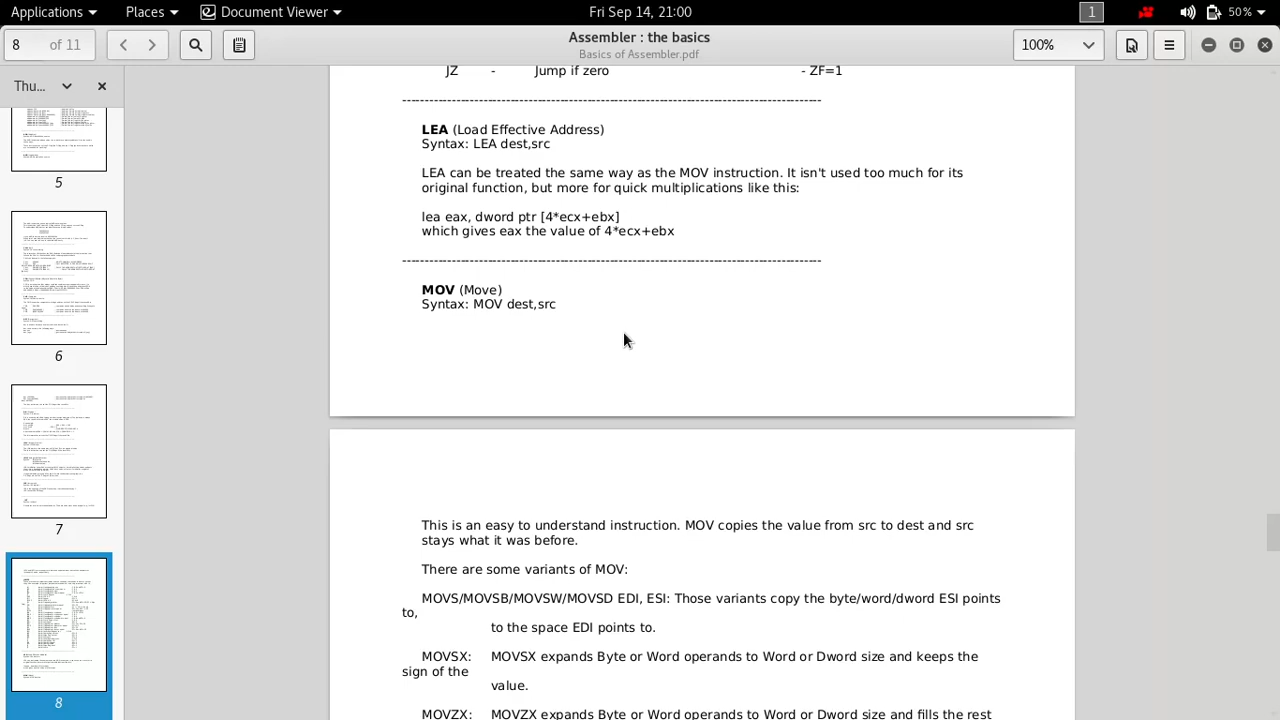 Applications Places Document Viewer Fri Sep 14, 21:00 1 50%
8 of 11 Assembler : the basics 100%
Basics of Assembler.pdf
Thu...
5
6
7
8
JZ - Jump if zero - ZF=1
--------------------------------------------------------------------------------------------
LEA (Load Effective Address)
Syntax: LEA dest,src
LEA can be treated the same way as the MOV instruction. It isn't used too much for its
original function, but more for quick multiplications like this:
lea eax, dword ptr [4*ecx+ebx]
which gives eax the value of 4*ecx+ebx
--------------------------------------------------------------------------------------------
MOV (Move)
Syntax: MOV dest,src
This is an easy to understand instruction. MOV copies the value from src to dest and src
stays what it was before.
There are some variants of MOV:
MOVS/MOVSB/MOVSW/MOVSD EDI, ESI: Those variants copy the byte/word/dword ESI points
to,
to the space EDI points to.
MOVSX: MOVSX expands Byte or Word operands to Word or Dword size and keeps the
sign of the
value.
MOVZX: MOVZX expands Byte or Word operands to Word or Dword size and fills the rest